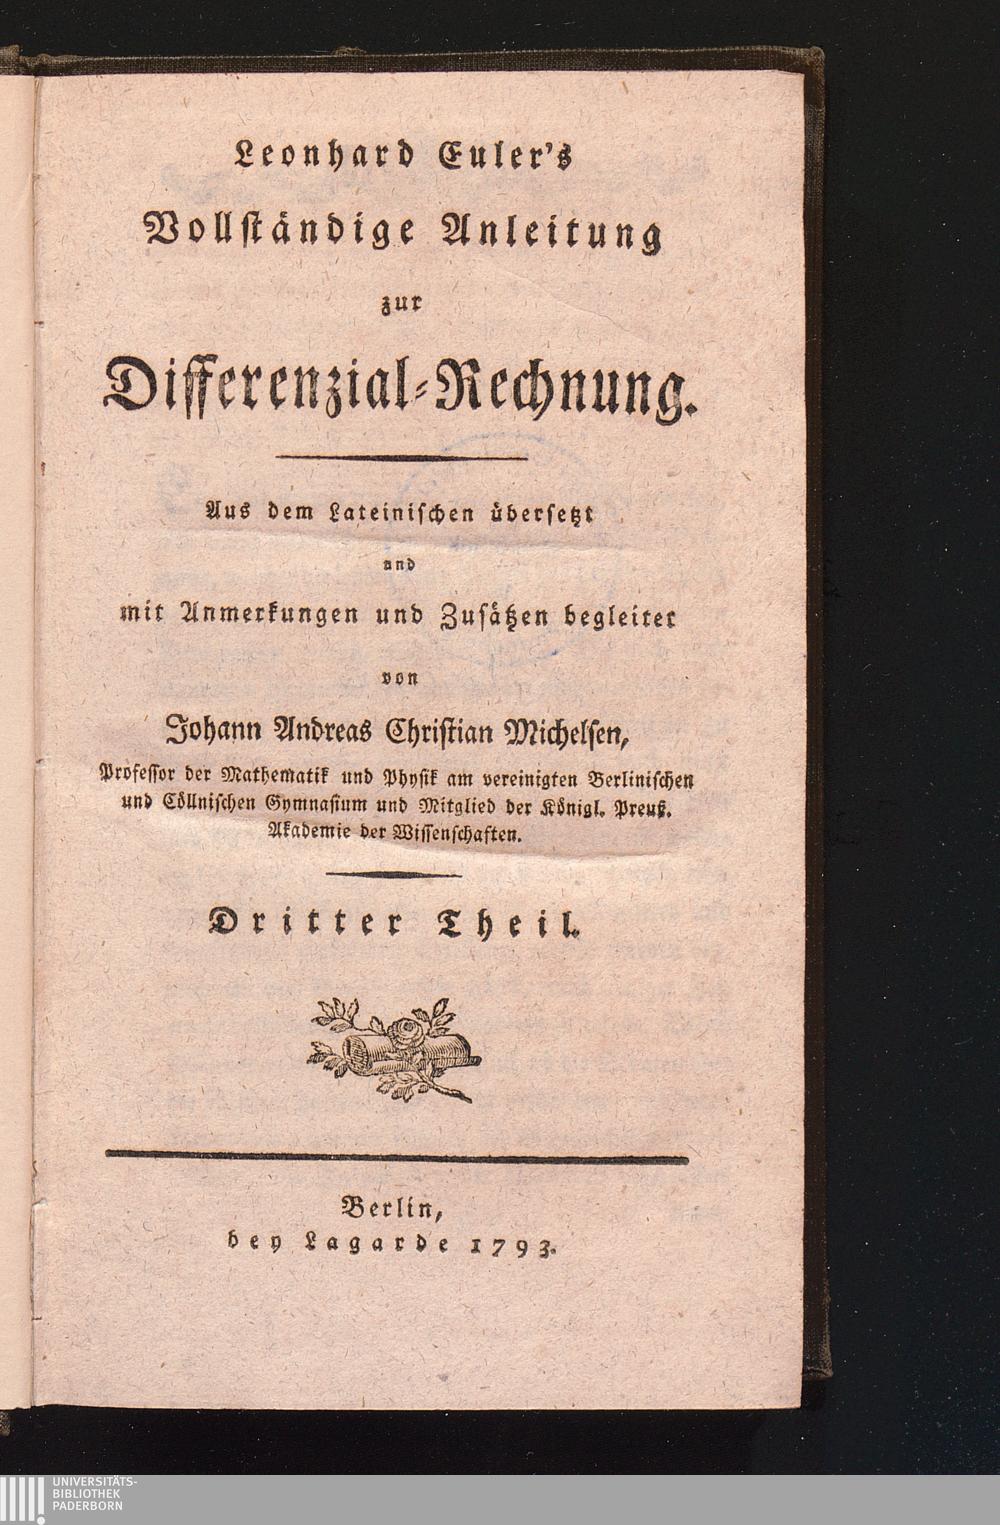 Leonhard Euler's
Vollständige Anleitung
zur
Differenzial-Rechnung.
Aus dem Lateinischen übersetzt
und
mit Anmerkungen und Zusätzen begleitet
von
Johann Andreas Christian Michelsen,
Professor der Mathematik und Physik am vereinigten Berlinischen
und Cöllnischen Gymnasium und Mitglied der Königl. Preuß.
Akademie der Wissenschaften.
Dritter Theil.
Berlin,
bey Lagarde 1793.
UNIVERSITÄTS-
BIBLIOTHEK
PADERBORN